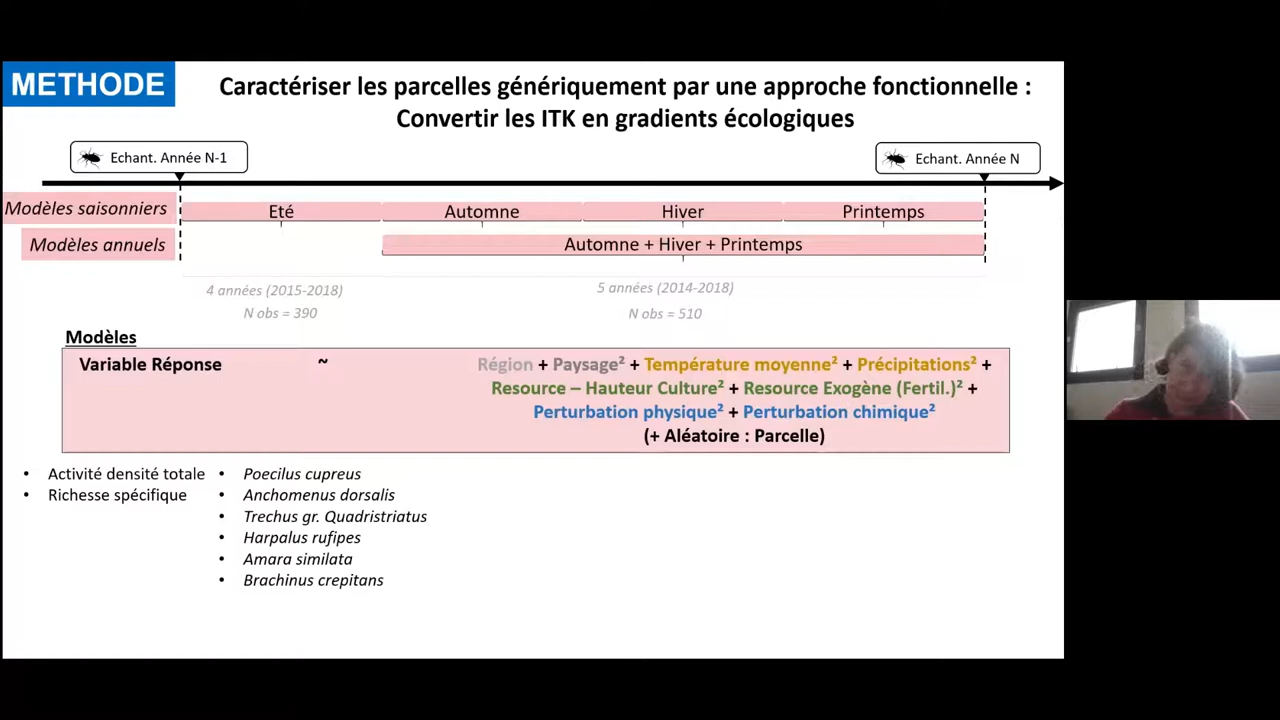 METHODE
Caractériser les parcelles génériquement par une approche fonctionnelle :
Convertir les ITK en gradients écologiques
Echant. Année N-1
Echant. Année N
Modèles saisonniers
Eté
Automne
Hiver
Printemps
Modèles annuels
Automne + Hiver + Printemps
4 années (2015-2018)
5 années (2014-2018)
N obs = 390
N obs = 510
Modèles
Variable Réponse ~ Région + Paysage² + Température moyenne² + Précipitations² +
Resource – Hauteur Culture² + Resource Exogène (Fertil.)² +
Perturbation physique² + Perturbation chimique²
(+ Aléatoire : Parcelle)
• Activité densité totale
• Richesse spécifique
• Poecilus cupreus
• Anchomenus dorsalis
• Trechus gr. Quadristriatus
• Harpalus rufipes
• Amara similata
• Brachinus crepitans